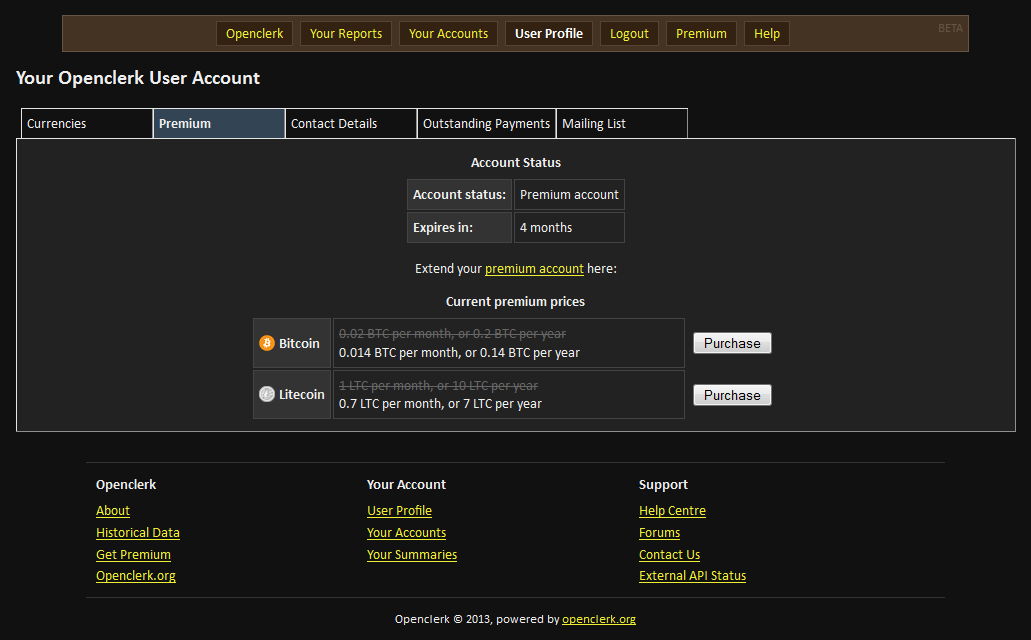 Openclerk Your Reports Your Accounts User Profile Logout Premium Help BETA
Your Openclerk User Account
Currencies Premium Contact Details Outstanding Payments Mailing List
Account Status
Account status: Premium account
Expires in: 4 months
Extend your premium account here:
Current premium prices
0.02 BTC per month, or 0.2 BTC per year
Bitcoin Purchase
0.014 BTC per month, or 0.14 BTC per year
1 LTC per month, or 10 LTC per year
Litecoin Purchase
0.7 LTC per month, or 7 LTC per year
Openclerk Your Account Support
About User Profile Help Centre
Historical Data Your Accounts Forums
Get Premium Your Summaries Contact Us
Openclerk.org External API Status
Openclerk © 2013, powered by openclerk.org